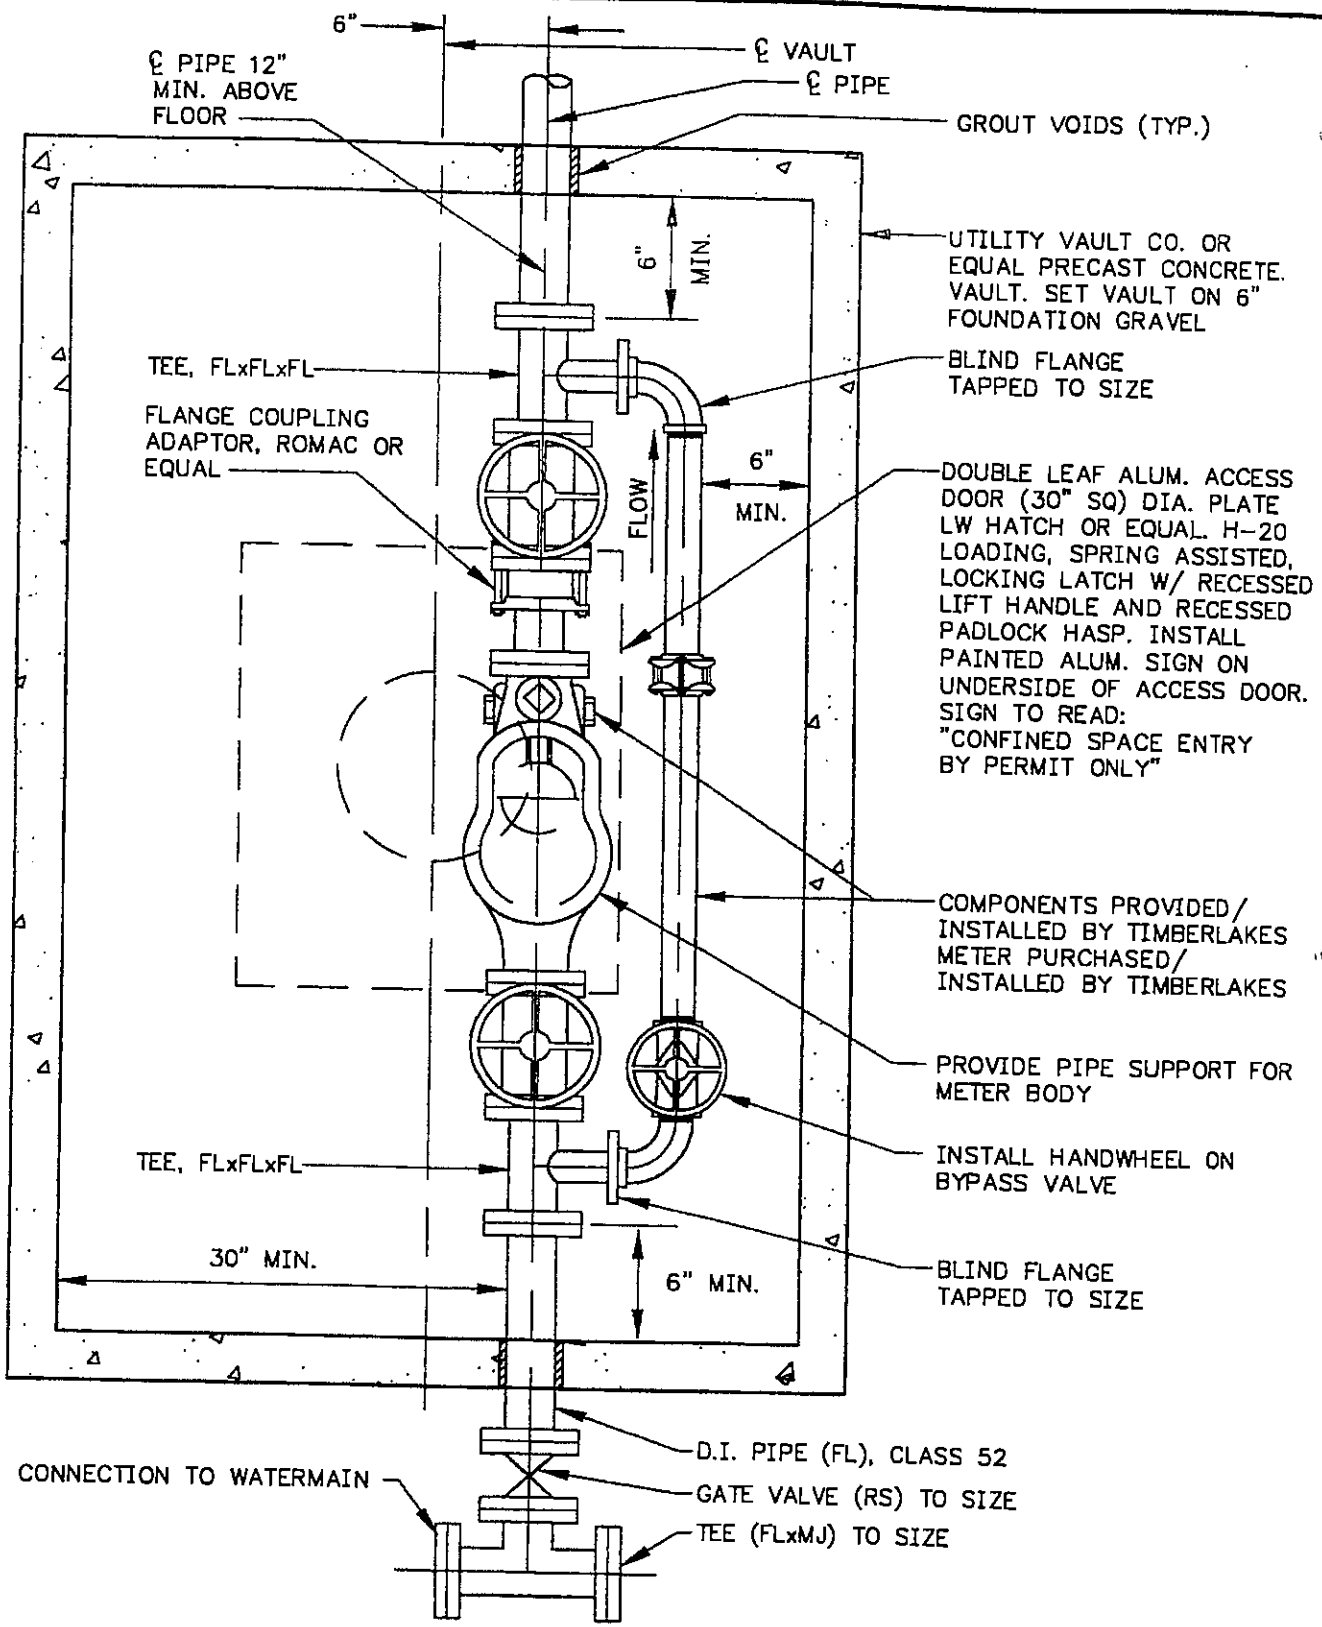 6"
℄ VAULT
℄ PIPE 12"
MIN. ABOVE
FLOOR
℄ PIPE
GROUT VOIDS (TYP.)
6"
MIN.
UTILITY VAULT CO. OR
EQUAL PRECAST CONCRETE.
VAULT. SET VAULT ON 6"
FOUNDATION GRAVEL
TEE, FLxFLxFL
BLIND FLANGE
TAPPED TO SIZE
FLANGE COUPLING
ADAPTOR, ROMAC OR
EQUAL
FLOW
6"
MIN.
DOUBLE LEAF ALUM. ACCESS
DOOR (30" SQ) DIA. PLATE
LW HATCH OR EQUAL. H-20
LOADING, SPRING ASSISTED,
LOCKING LATCH W/ RECESSED
LIFT HANDLE AND RECESSED
PADLOCK HASP. INSTALL
PAINTED ALUM. SIGN ON
UNDERSIDE OF ACCESS DOOR.
SIGN TO READ:
"CONFINED SPACE ENTRY
BY PERMIT ONLY"
COMPONENTS PROVIDED/
INSTALLED BY TIMBERLAKES
METER PURCHASED/
INSTALLED BY TIMBERLAKES
PROVIDE PIPE SUPPORT FOR
METER BODY
TEE, FLxFLxFL
INSTALL HANDWHEEL ON
BYPASS VALVE
30" MIN.
6" MIN.
BLIND FLANGE
TAPPED TO SIZE
D.I. PIPE (FL), CLASS 52
CONNECTION TO WATERMAIN
GATE VALVE (RS) TO SIZE
TEE (FLxMJ) TO SIZE